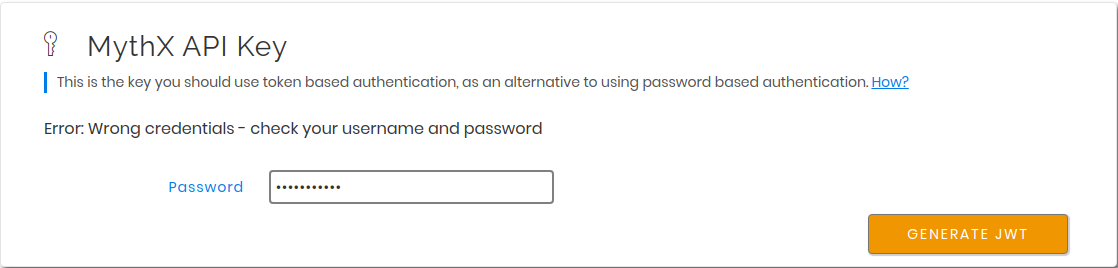 MythX API Key
This is the key you should use token based authentication, as an alternative to using password based authentication. How?
Error: Wrong credentials - check your username and password
Password •••••••••••
GENERATE JWT